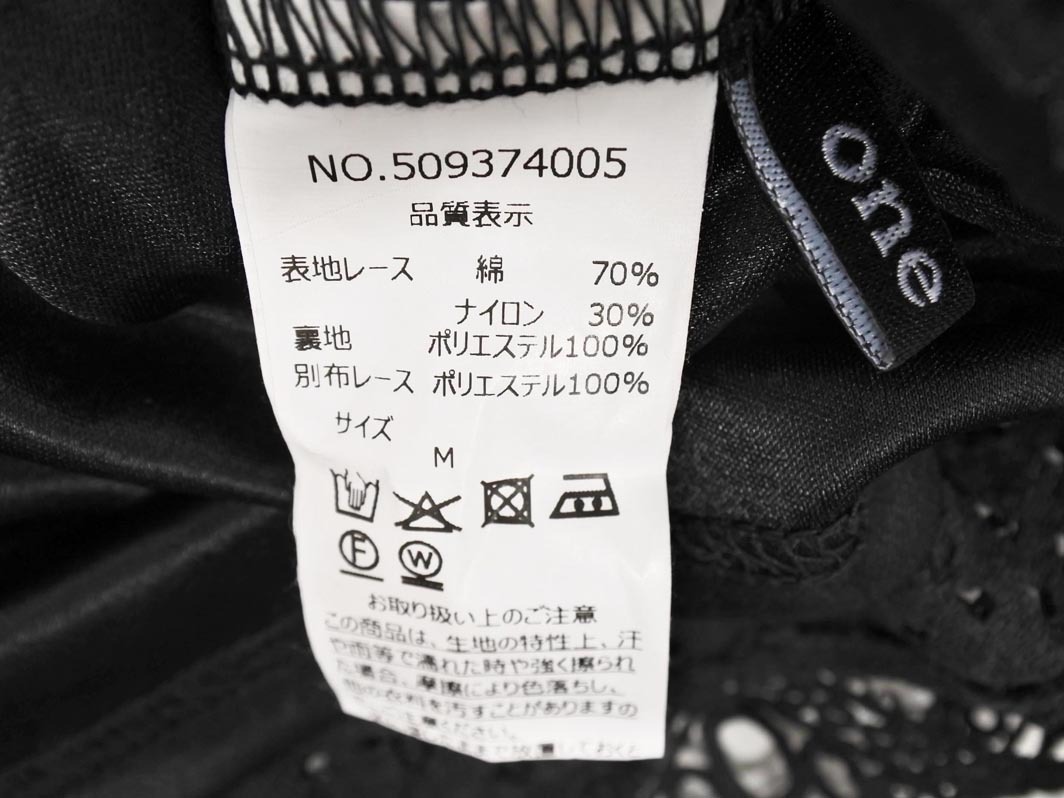 NO.509374005
品質表示
表地レース 綿 70%
ナイロン 30%
裏地 ポリエステル100%
別布レース ポリエステル100%
サイズ
M
F W
お取り扱い上のご注意
この商品は、生地の特性上、汗
や雨等で濡れた時や強く擦られ
た場合、摩擦により色落ちし、
他の衣料を汚すことがありますの
one